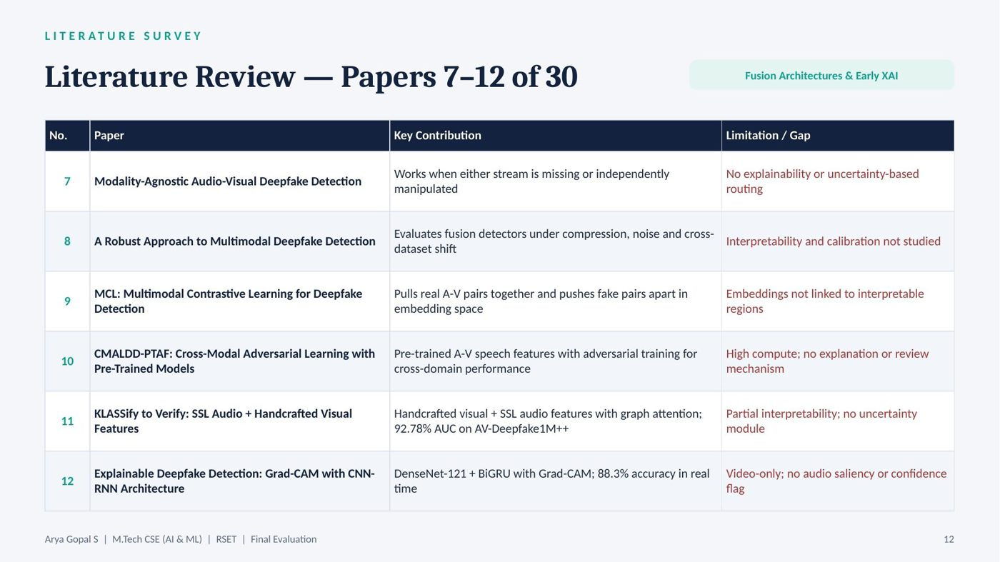 LITERATURE SURVEY
Literature Review — Papers 7–12 of 30
Fusion Architectures & Early XAI
No.
Paper
Key Contribution
Limitation / Gap
7
Modality-Agnostic Audio-Visual Deepfake Detection
Works when either stream is missing or independently
manipulated
No explainability or uncertainty-based
routing
8
A Robust Approach to Multimodal Deepfake Detection
Evaluates fusion detectors under compression, noise and cross-
dataset shift
Interpretability and calibration not studied
9
MCL: Multimodal Contrastive Learning for Deepfake
Detection
Pulls real A-V pairs together and pushes fake pairs apart in
embedding space
Embeddings not linked to interpretable
regions
10
CMALDD-PTAF: Cross-Modal Adversarial Learning with
Pre-Trained Models
Pre-trained A-V speech features with adversarial training for
cross-domain performance
High compute; no explanation or review
mechanism
11
KLASSify to Verify: SSL Audio + Handcrafted Visual
Features
Handcrafted visual + SSL audio features with graph attention;
92.78% AUC on AV-Deepfake1M++
Partial interpretability; no uncertainty
module
12
Explainable Deepfake Detection: Grad-CAM with CNN-
RNN Architecture
DenseNet-121 + BiGRU with Grad-CAM; 88.3% accuracy in real
time
Video-only; no audio saliency or confidence
flag
Arya Gopal S | M.Tech CSE (AI & ML) | RSET | Final Evaluation
12